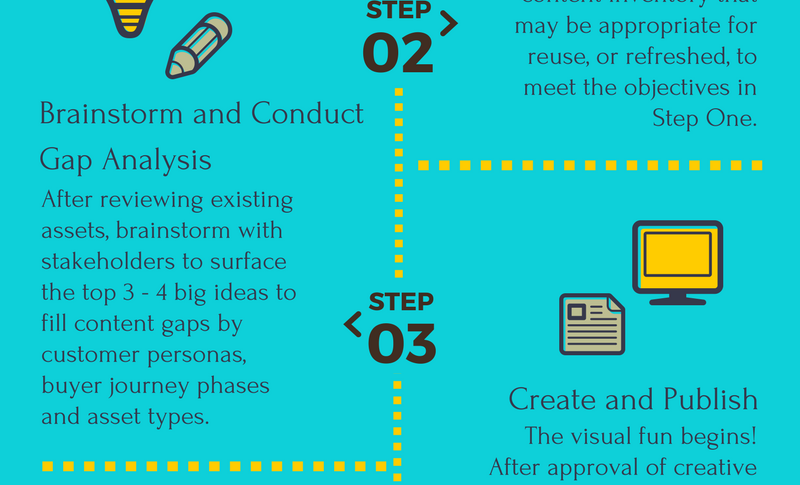 STEP
02
content inventory that
may be appropriate for
reuse, or refreshed, to
meet the objectives in
Step One.
Brainstorm and Conduct
Gap Analysis
After reviewing existing
assets, brainstorm with
stakeholders to surface
the top 3 - 4 big ideas to
fill content gaps by
customer personas,
buyer journey phases
and asset types.
STEP
03
Create and Publish
The visual fun begins!
After approval of creative